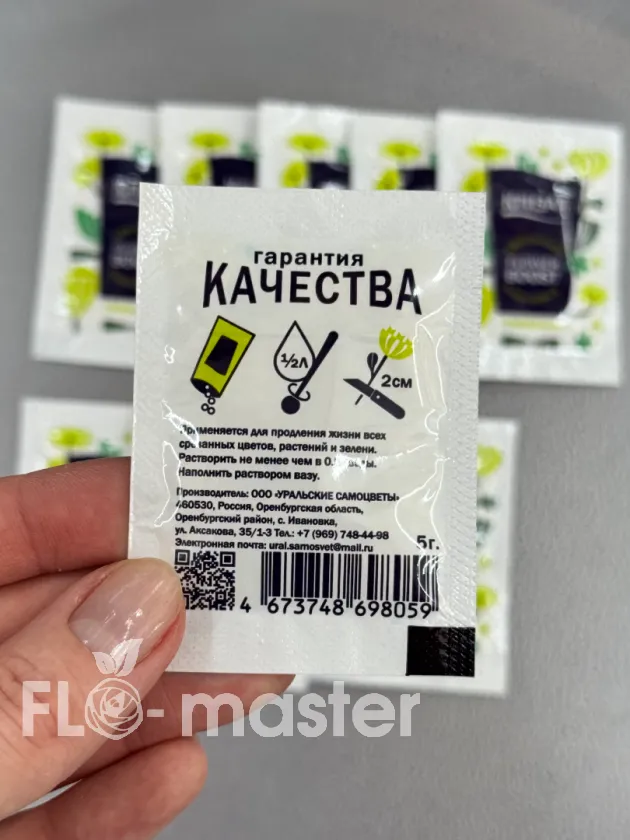 гарантия
КАЧЕСТВА
½л
2см
Применяется для продления жизни всех
срезанных цветов, растений и зелени.
Растворить не менее чем в воды.
Наполнить раствором вазу.
Производитель: ООО «УРАЛЬСКИЕ САМОЦВЕТЫ»
460530, Россия, Оренбургская область,
Оренбургский район, с. Ивановка,
ул. Аксакова, 35/1-3 Тел.: +7 (969) 748-44-98
Электронная почта: ural.samosvet@mail.ru
5г.
4 673748 698059
FLO-master